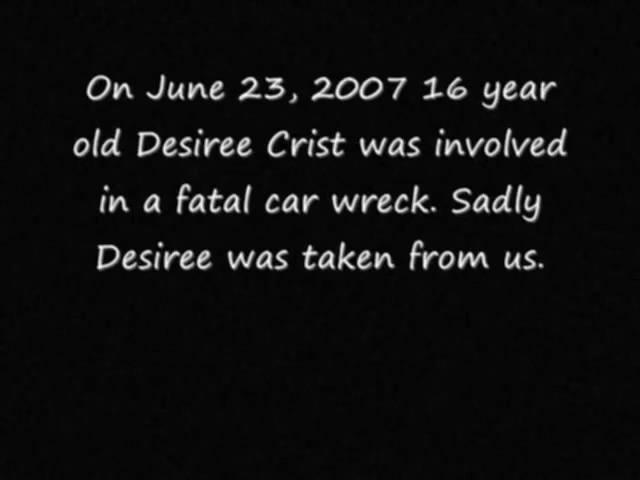 On June 23, 2007 16 year
old Desiree Crist was involved
in a fatal car wreck. Sadly
Desiree was taken from us.